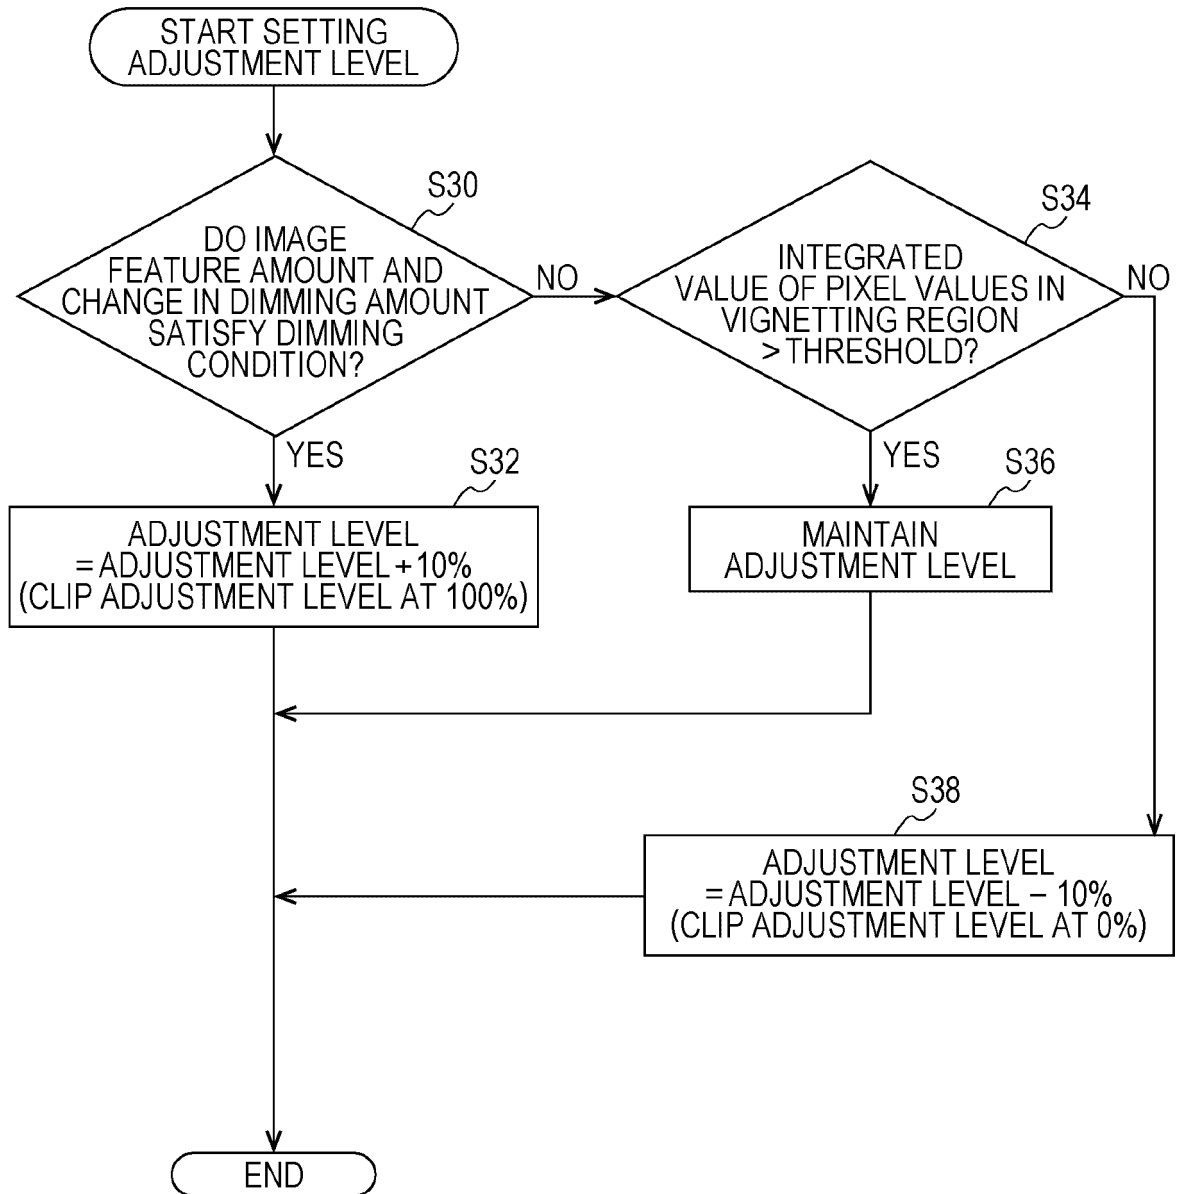 START SETTING
ADJUSTMENT LEVEL
S30
DO IMAGE
FEATURE AMOUNT AND
CHANGE IN DIMMING AMOUNT
SATISFY DIMMING
CONDITION?
NO
S34
INTEGRATED
VALUE OF PIXEL VALUES IN
VIGNETTING REGION
> THRESHOLD?
NO
YES
S32
ADJUSTMENT LEVEL
= ADJUSTMENT LEVEL + 10%
(CLIP ADJUSTMENT LEVEL AT 100%)
YES
S36
MAINTAIN
ADJUSTMENT LEVEL
S38
ADJUSTMENT LEVEL
= ADJUSTMENT LEVEL – 10%
(CLIP ADJUSTMENT LEVEL AT 0%)
END